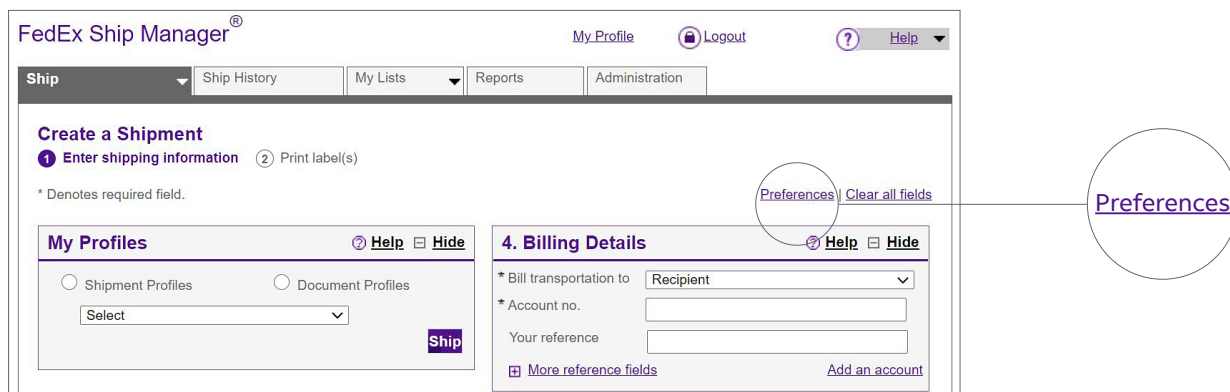 FedEx Ship Manager®
My Profile Logout ? Help
Ship Ship History My Lists Reports Administration
Create a Shipment
1 Enter shipping information 2 Print label(s)
* Denotes required field.
Preferences | Clear all fields
Preferences
My Profiles ? Help Hide
Shipment Profiles Document Profiles
Select
Ship
4. Billing Details ? Help Hide
* Bill transportation to Recipient
* Account no.
Your reference
More reference fields Add an account